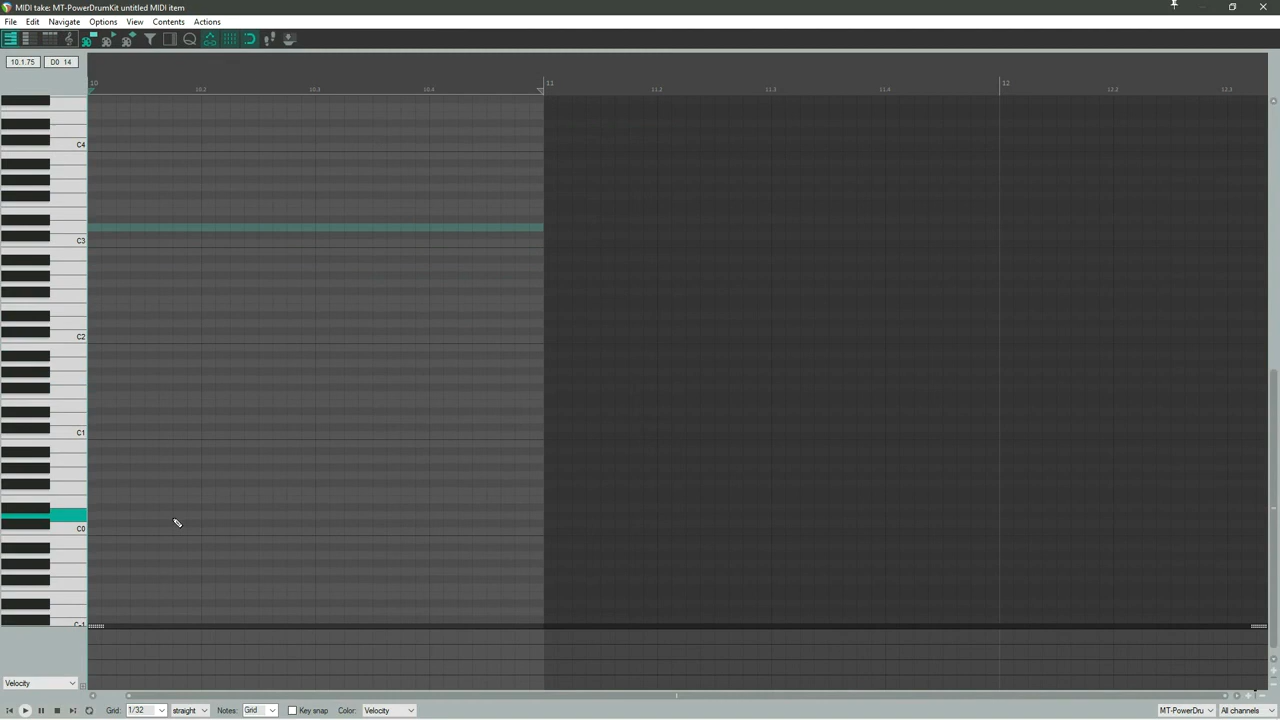 MIDI take: MT-PowerDrumKit untitled MIDI item
File Edit Navigate Options View Contents Actions
10.1.75 D0 14
10 11 12
10.2 10.3 10.4 11.2 11.3 11.4 12.2 12.3
C4
C3
C2
C1
C0
C-1
Velocity
Grid: 1/32 straight Notes: Grid Key snap Color: Velocity MT-PowerDru All channels